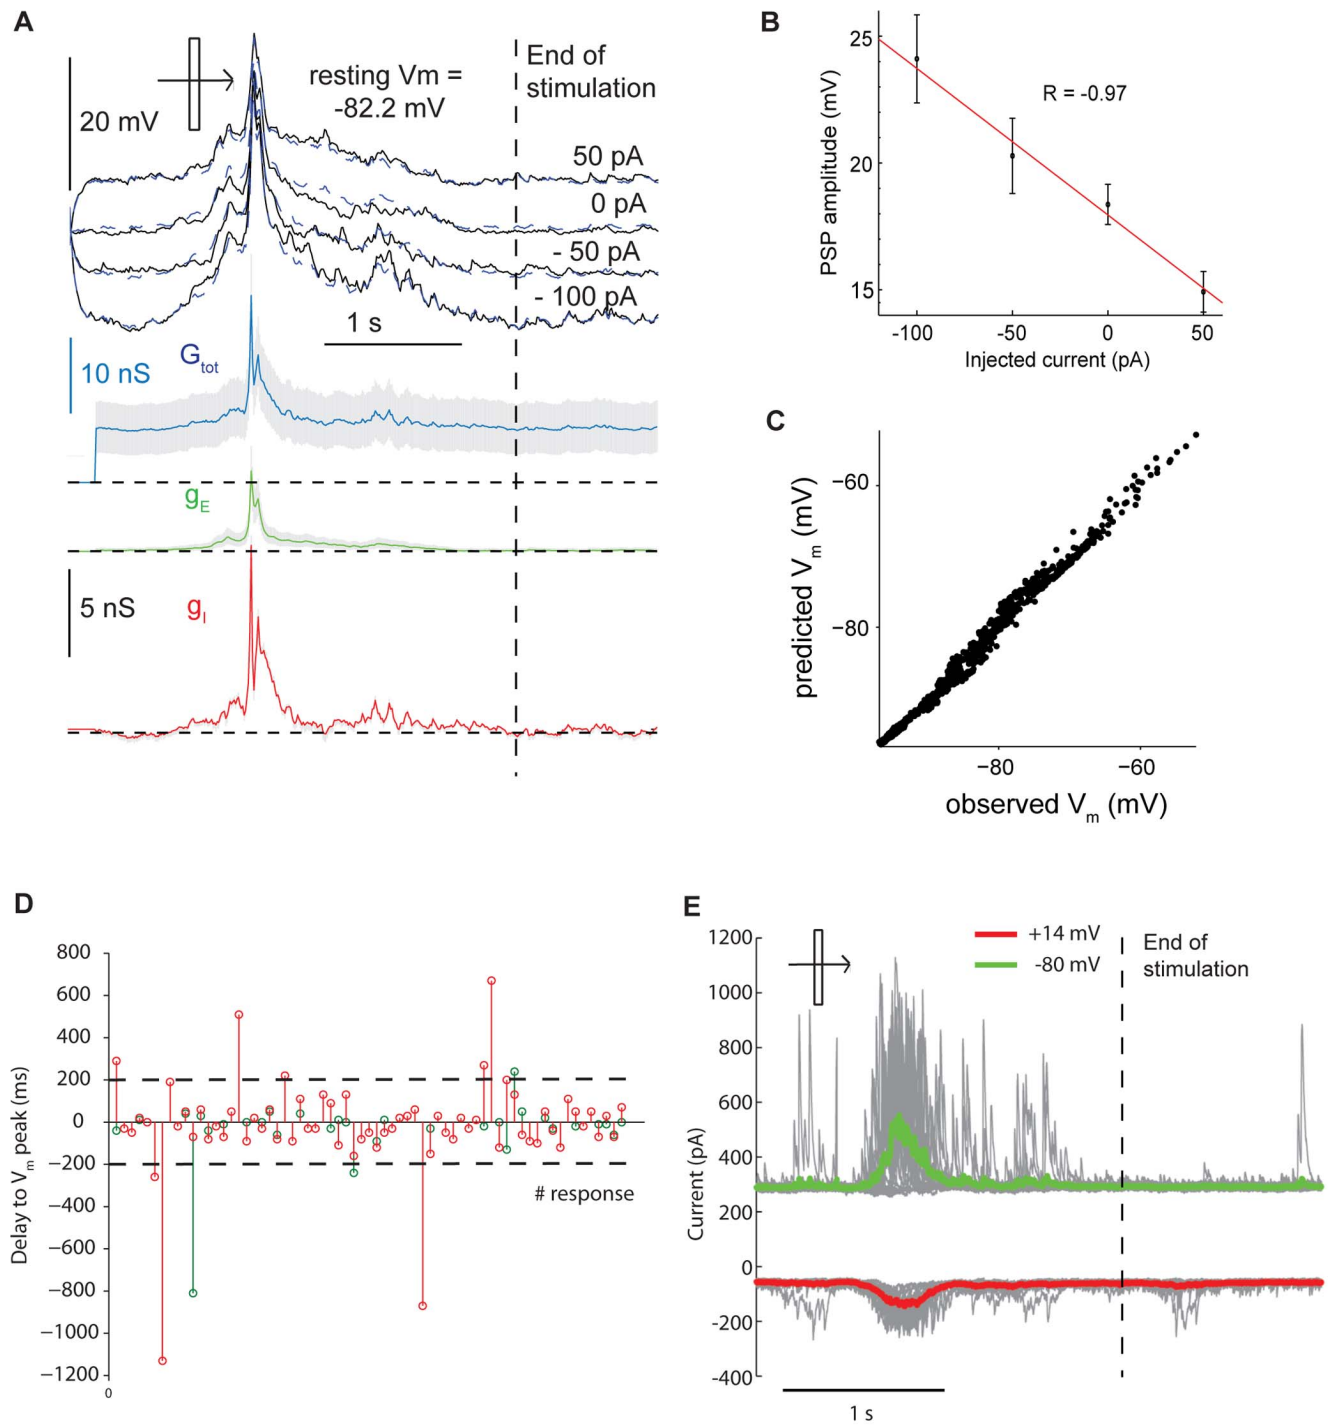 A
resting Vm =
-82.2 mV
End of
stimulation
20 mV
50 pA
0 pA
- 50 pA
- 100 pA
1 s
Gtot
10 nS
gE
5 nS
gI
B
25
20
15
PSP amplitude (mV)
R = -0.97
-100
-50
0
50
Injected current (pA)
C
−60
−80
predicted Vm (mV)
−80
−60
observed Vm (mV)
D
800
600
400
200
0
−200
−400
−600
−800
−1000
−1200
Delay to Vm peak (ms)
# response
0
E
+14 mV
-80 mV
End of
stimulation
1200
1000
800
600
400
200
0
-200
-400
Current (pA)
1 s